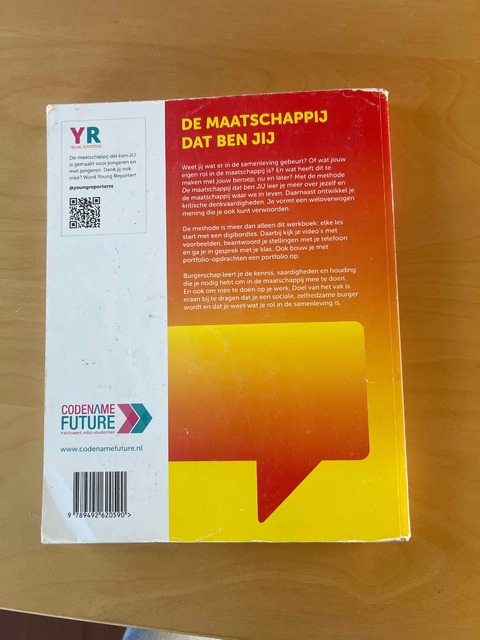 YR
YOUNG REPORTERS
De maatschappij dat ben JIJ
is gemaakt voor jongeren en
met jongeren. Denk jij ook
mee? Word Young Reporter!
@youngreporterss
CODENAME
FUTURE
activeert mbo-studenten
www.codenamefuture.nl
9 789492 620590 >
DE MAATSCHAPPIJ
DAT BEN JIJ
Weet jij wat er in de samenleving gebeurt? Of wat jouw
eigen rol in de maatschappij is? En wat heeft dit te
maken met jouw beroep, nu en later? Met de methode
De maatschappij dat ben JIJ leer je meer over jezelf en
de maatschappij waar we in leven. Daarnaast ontwikkel je
kritische denkvaardigheden. Je vormt een weloverwogen
mening die je ook kunt verwoorden.
De methode is meer dan alleen dit werkboek: elke les
start met een digibordles. Daarbij kijk je video's met
voorbeelden, beantwoord je stellingen met je telefoon
en ga je in gesprek met je klas. Ook bouw je met
portfolio-opdrachten een portfolio op.
Burgerschap leert je de kennis, vaardigheden en houding
die je nodig hebt om in de maatschappij mee te doen.
En ook om mee te doen op je werk. Doel van het vak is
eraan bij te dragen dat je een sociale, zelfredzame burger
wordt en dat je weet wat je rol in de samenleving is.